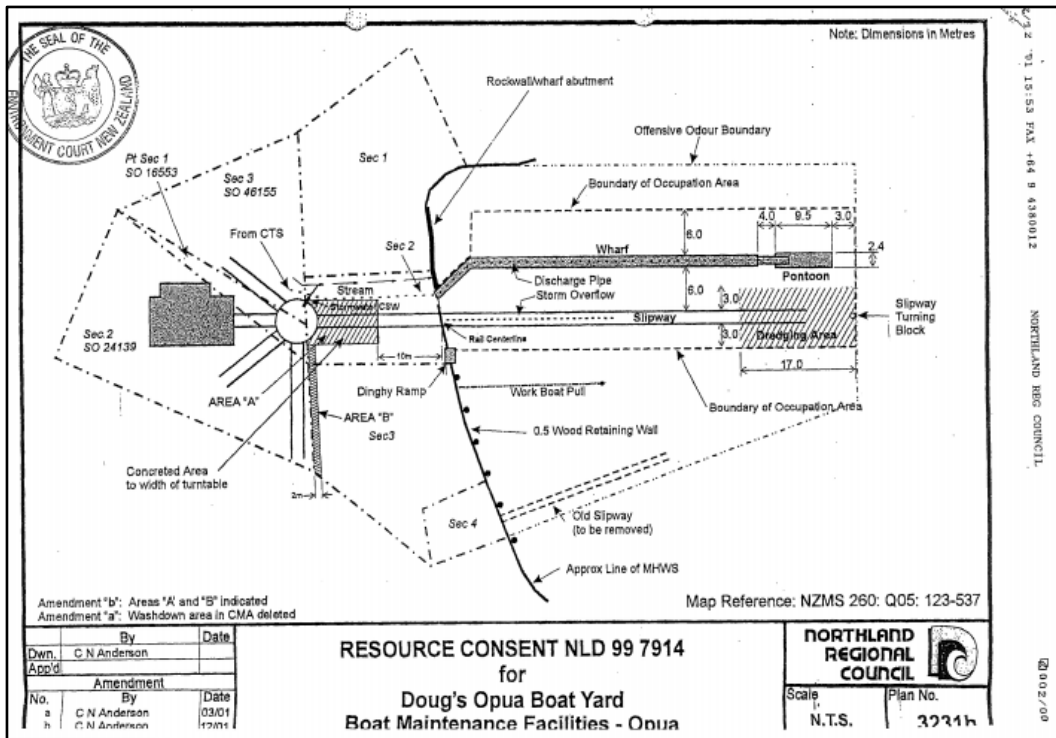 Note: Dimensions in Metres
THE SEAL OF THE
ENVIRONMENT COURT NEW ZEALAND
Rockwall/wharf abutment
Offensive Odour Boundary
Pt Sec 1
SO 16553
Sec 3
SO 46155
Sec 1
Boundary of Occupation Area
4.0
9.5
3.0
From CTS
Sec 2
6.0
Wharf
2.4
Pontoon
Stream
Discharge Pipe
Storm Overflow
6.0
3.0
Stormwater CSW
Slipway
Slipway
Turning
Block
Sec.2
SO 24139
Rail Centerline
3.0
Dredging Area
10m
17.0
Dinghy Ramp
Work Boat Pull
AREA "A"
AREA "B"
Sec3
Boundary of Occupation Area
0.5 Wood Retaining Wall
Concreted Area
to width of turntable
2m
Sec 4
Old Slipway
(to be removed)
Approx Line of MHWS
Amendment "b": Areas "A' and "B" indicated
Amendment "a": Washdown area in CMA deleted
Map Reference: NZMS 260: Q05: 123-537
By Date
Dwn. C N Anderson
App'd
Amendment
No. By Date
a C N Anderson 03/01
b C N Anderson 12/01
RESOURCE CONSENT NLD 99 7914
for
Doug's Opua Boat Yard
Boat Maintenance Facilities - Opua
NORTHLAND
REGIONAL
COUNCIL
Scale
N.T.S.
Plan No.
3231b
'01 15:53 FAX +64 9 4380012
NORTHLAND REG COUNCIL
002/00